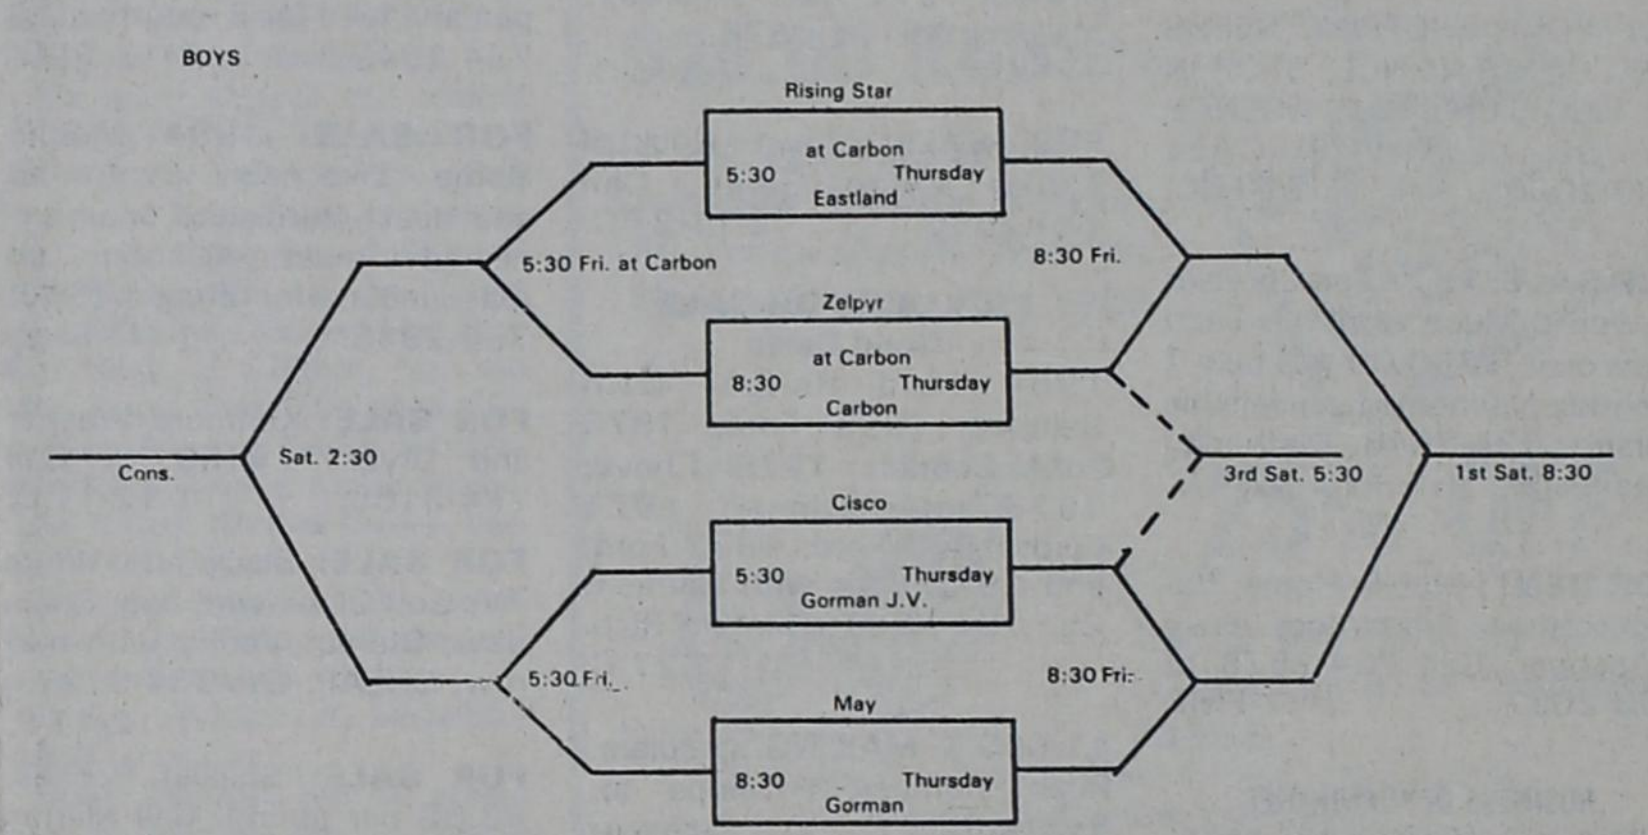 BOYS
Rising Star
at Carbon
5:30 Thursday
Eastland
5:30 Fri. at Carbon
8:30 Fri.
Zelpyr
at Carbon
8:30 Thursday
Carbon
Cons.
Sat. 2:30
3rd Sat. 5:30
1st Sat. 8:30
Cisco
5:30 Thursday
Gorman J.V.
5:30 Fri.
8:30 Fri.
May
8:30 Thursday
Gorman